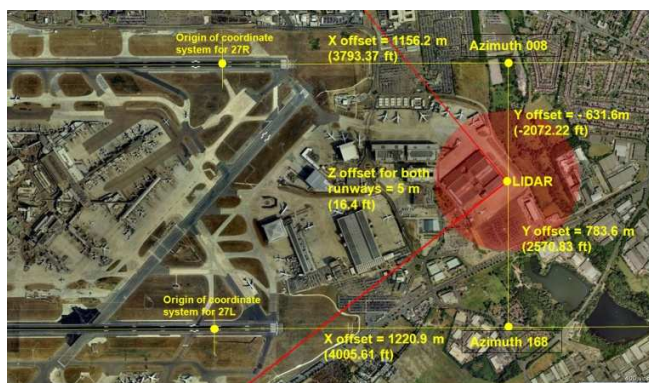 Origin of coordinate
system for 27R
X offset = 1156.2 m
(3793.37 ft)
Azimuth 008
Y offset = - 631.6m
(-2072.22 ft)
Z offset for both
runways = 5 m
(16.4 ft)
LIDAR
Y offset = 783.6 m
(2570.83 ft)
Origin of coordinate
system for 27L
X offset = 1220.9 m
(4005.61 ft)
Azimuth 168